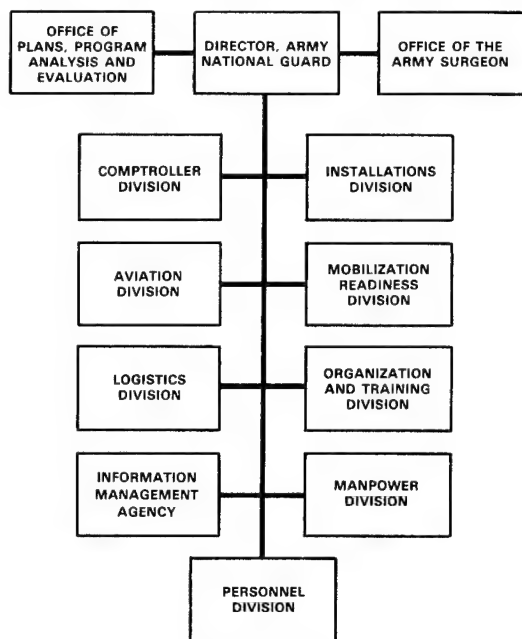 OFFICE OF
PLANS, PROGRAM
ANALYSIS AND
EVALUATION
DIRECTOR, ARMY
NATIONAL GUARD
OFFICE OF THE
ARMY SURGEON
COMPTROLLER
DIVISION
INSTALLATIONS
DIVISION
AVIATION
DIVISION
MOBILIZATION
READINESS
DIVISION
LOGISTICS
DIVISION
ORGANIZATION
AND TRAINING
DIVISION
INFORMATION
MANAGEMENT
AGENCY
MANPOWER
DIVISION
PERSONNEL
DIVISION